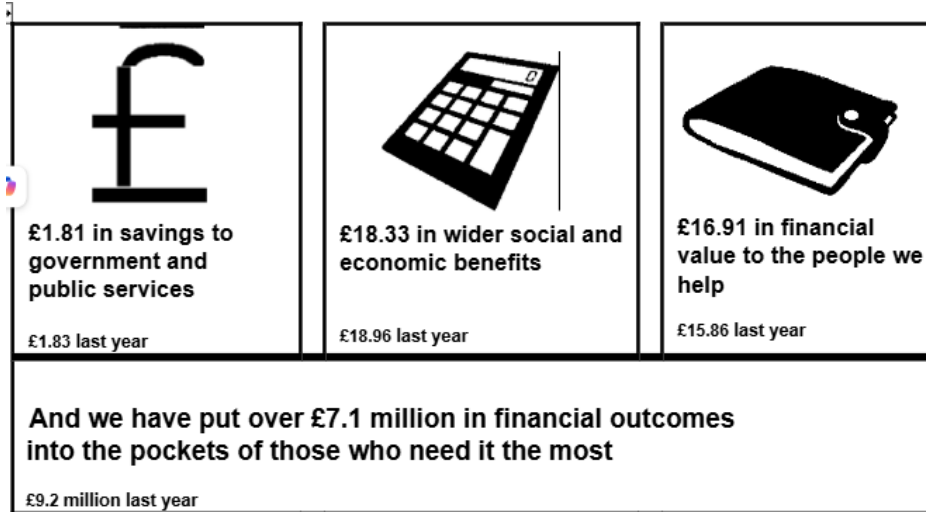 0
£1.81 in savings to
government and
public services
£1.83 last year
£18.33 in wider social and
economic benefits
£18.96 last year
£16.91 in financial
value to the people we
help
£15.86 last year
And we have put over £7.1 million in financial outcomes
into the pockets of those who need it the most
£9.2 million last year